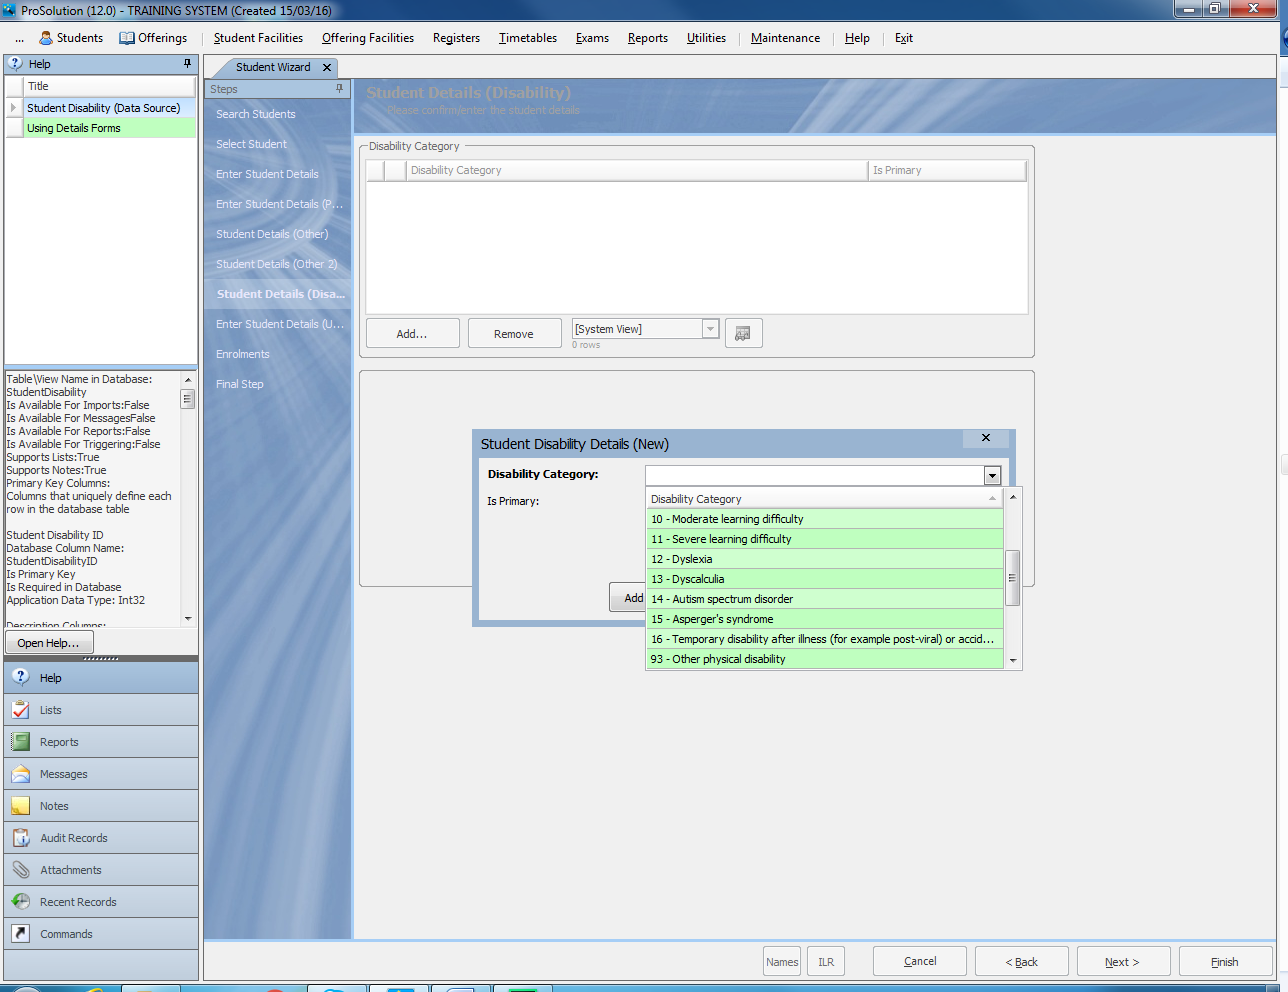 ProSolution (12.0) - TRAINING SYSTEM (Created 15/03/16)
... Students Offerings Student Facilities Offering Facilities Registers Timetables Exams Reports Utilities Maintenance Help Exit
Help
Title
Student Disability (Data Source)
Using Details Forms
Table\View Name in Database:
StudentDisability
Is Available For Imports:False
Is Available For MessagesFalse
Is Available For Reports:False
Is Available For Triggering:False
Supports Lists:True
Supports Notes:True
Primary Key Columns:
Columns that uniquely define each
row in the database table
Student Disability ID
Database Column Name:
StudentDisabilityID
Is Primary Key
Is Required in Database
Application Data Type: Int32
Description Columns:
Open Help...
Help
Lists
Reports
Messages
Notes
Audit Records
Attachments
Recent Records
Commands
Student Wizard
Steps
Search Students
Select Student
Enter Student Details
Enter Student Details (P...
Student Details (Other)
Student Details (Other 2)
Student Details (Disa...
Enter Student Details (U...
Enrolments
Final Step
Student Details (Disability)
Please confirm/enter the student details
Disability Category
Disability Category Is Primary
Add... Remove [System View]
0 rows
Student Disability Details (New)
Disability Category:
Is Primary:
Add
Disability Category
10 - Moderate learning difficulty
11 - Severe learning difficulty
12 - Dyslexia
13 - Dyscalculia
14 - Autism spectrum disorder
15 - Asperger's syndrome
16 - Temporary disability after illness (for example post-viral) or accid...
93 - Other physical disability
Names ILR Cancel < Back Next > Finish